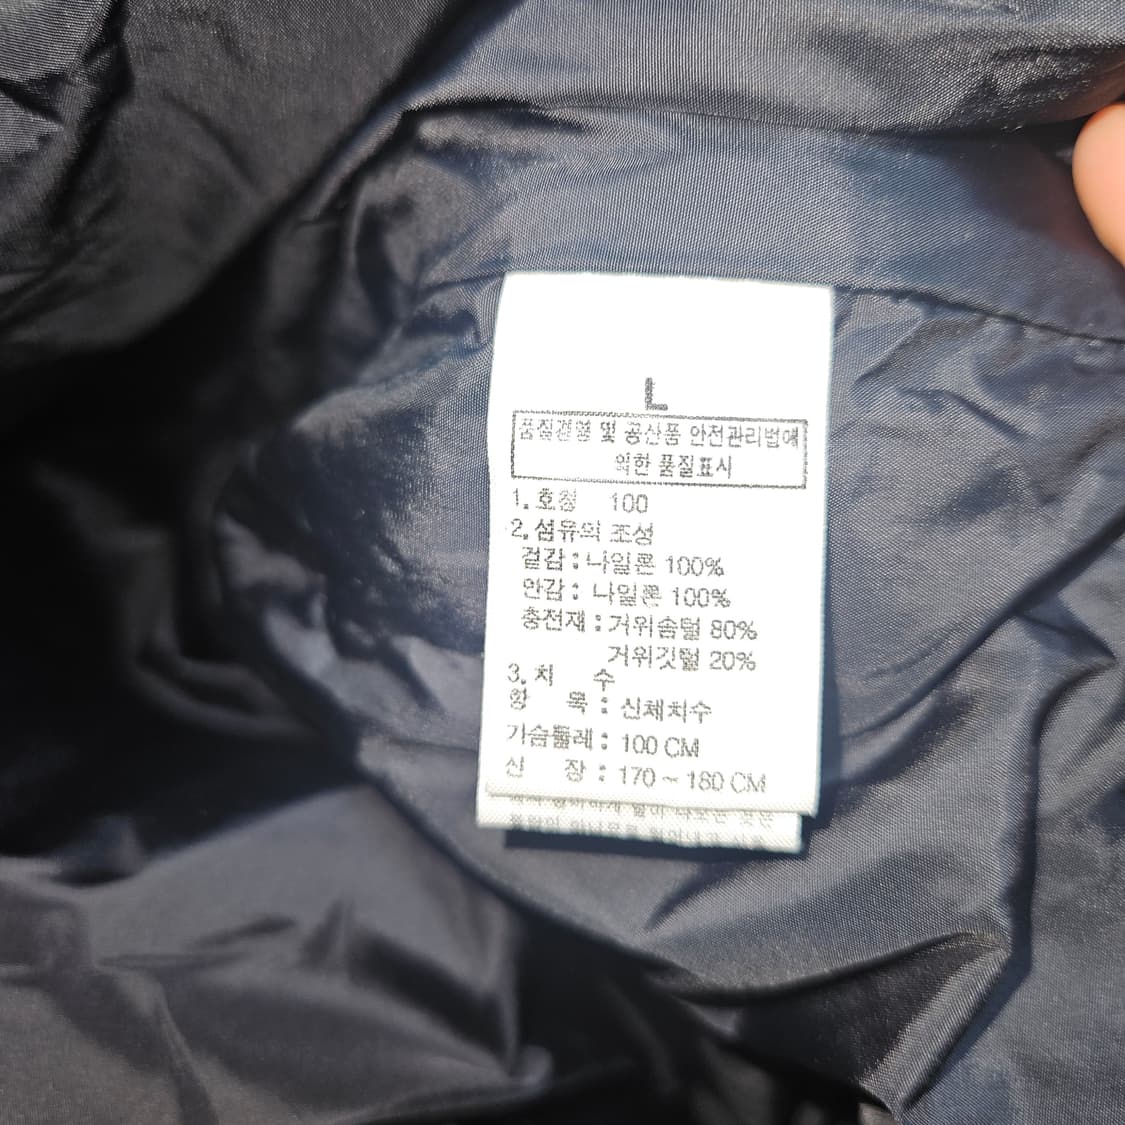 L
품질경영 및 공산품 안전관리법에
의한 품질표시
1. 호칭 100
2. 섬유의 조성
겉감 : 나일론 100%
안감 : 나일론 100%
충전재 : 거위솜털 80%
거위깃털 20%
3. 치 수
항 목 : 신체치수
가슴둘레 : 100 CM
신 장 : 170 ~ 180 CM